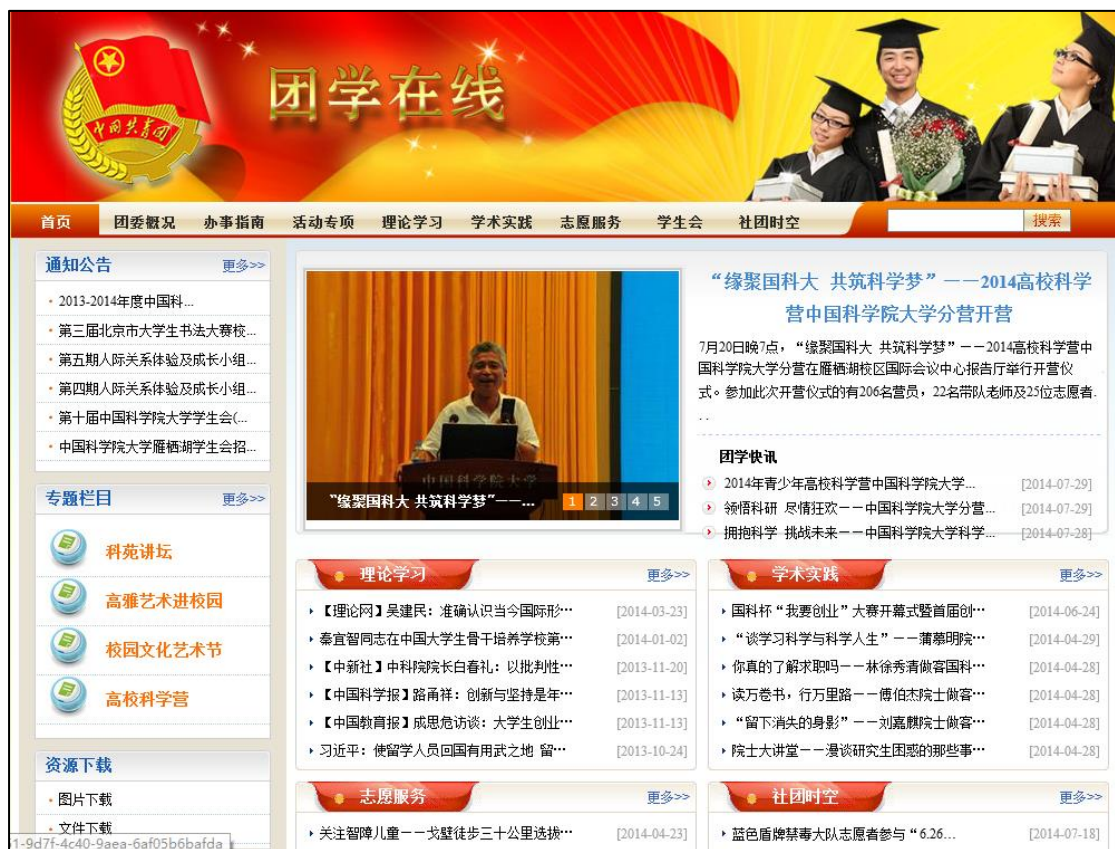 中国共青团
团学在线
首页 团委概况 办事指南 活动专项 理论学习 学术实践 志愿服务 学生会 社团时空 搜索
通知公告 更多>>
2013-2014年度中国科...
第三届北京市大学生书法大赛校...
第五期人际关系体验及成长小组...
第四期人际关系体验及成长小组...
第十届中国科学院大学学生会(...
中国科学院大学雁栖湖学生会招...
专题栏目 更多>>
科苑讲坛
高雅艺术进校园
校园文化艺术节
高校科学营
资源下载
图片下载
文件下载
1-9d7f-4c40-9aea-6af05b6bafda
中国科学院大学
“缘聚国科大 共筑科学梦”——... 1 2 3 4 5
“缘聚国科大 共筑科学梦”——2014高校科学
营中国科学院大学分营开营
7月20日晚7点，“缘聚国科大 共筑科学梦”——2014高校科学营中
国科学院大学分营在雁栖湖校区国际会议中心报告厅举行开营仪
式。参加此次开营仪式的有206名营员，22名带队老师及25位志愿者.
..
团学快讯
2014年青少年高校科学营中国科学院大学... [2014-07-29]
领悟科研 尽情狂欢——中国科学院大学分营... [2014-07-29]
拥抱科学 挑战未来——中国科学院大学科学... [2014-07-28]
理论学习 更多>>
【理论网】吴建民：准确认识当今国际形… [2014-03-23]
秦宜智同志在中国大学生骨干培养学校第… [2014-01-02]
【中新社】中科院院长白春礼：以批判性… [2013-11-20]
【中国科学报】路甬祥：创新与坚持是年… [2013-11-13]
【中国教育报】成思危访谈：大学生创业… [2013-11-13]
习近平：使留学人员回国有用武之地 留… [2013-10-24]
学术实践 更多>>
国科杯“我要创业”大赛开幕式暨首届创… [2014-06-24]
“谈学习科学与科学人生”——蒲慕明院… [2014-04-29]
你真的了解求职吗——林徐秀清做客国科… [2014-04-28]
读万卷书，行万里路——傅伯杰院士做客… [2014-04-28]
“留下消失的身影”——刘嘉麒院士做客… [2014-04-28]
院士大讲堂——漫谈研究生困惑的那些事… [2014-04-28]
志愿服务 更多>>
关注智障儿童——戈壁徒步三十公里选拔… [2014-04-23]
社团时空 更多>>
蓝色盾牌禁毒大队志愿者参与“6.26... [2014-07-18]